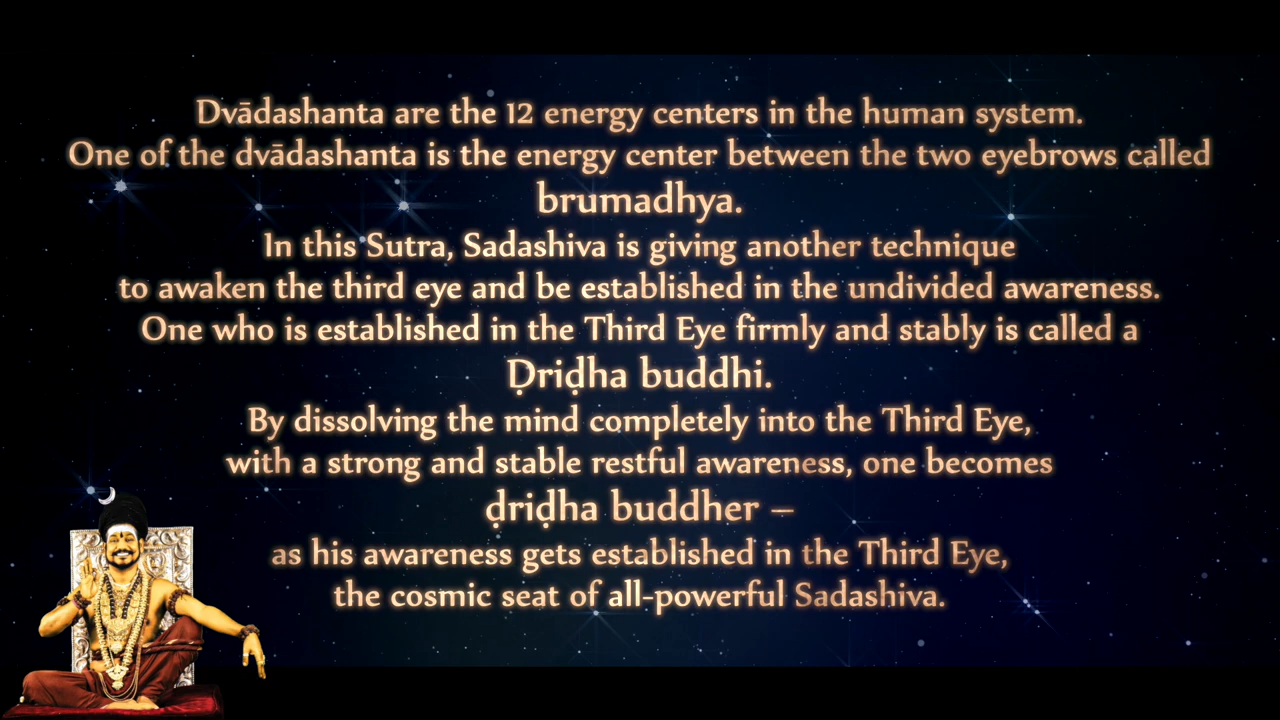 Dvādashanta are the 12 energy centers in the human system.
One of the dvādashanta is the energy center between the two eyebrows called
brumadhya.
In this Sutra, Sadashiva is giving another technique
to awaken the third eye and be established in the undivided awareness.
One who is established in the Third Eye firmly and stably is called a
Ḍriḍha buddhi.
By dissolving the mind completely into the Third Eye,
with a strong and stable restful awareness, one becomes
ḍriḍha buddher –
as his awareness gets established in the Third Eye,
the cosmic seat of all-powerful Sadashiva.